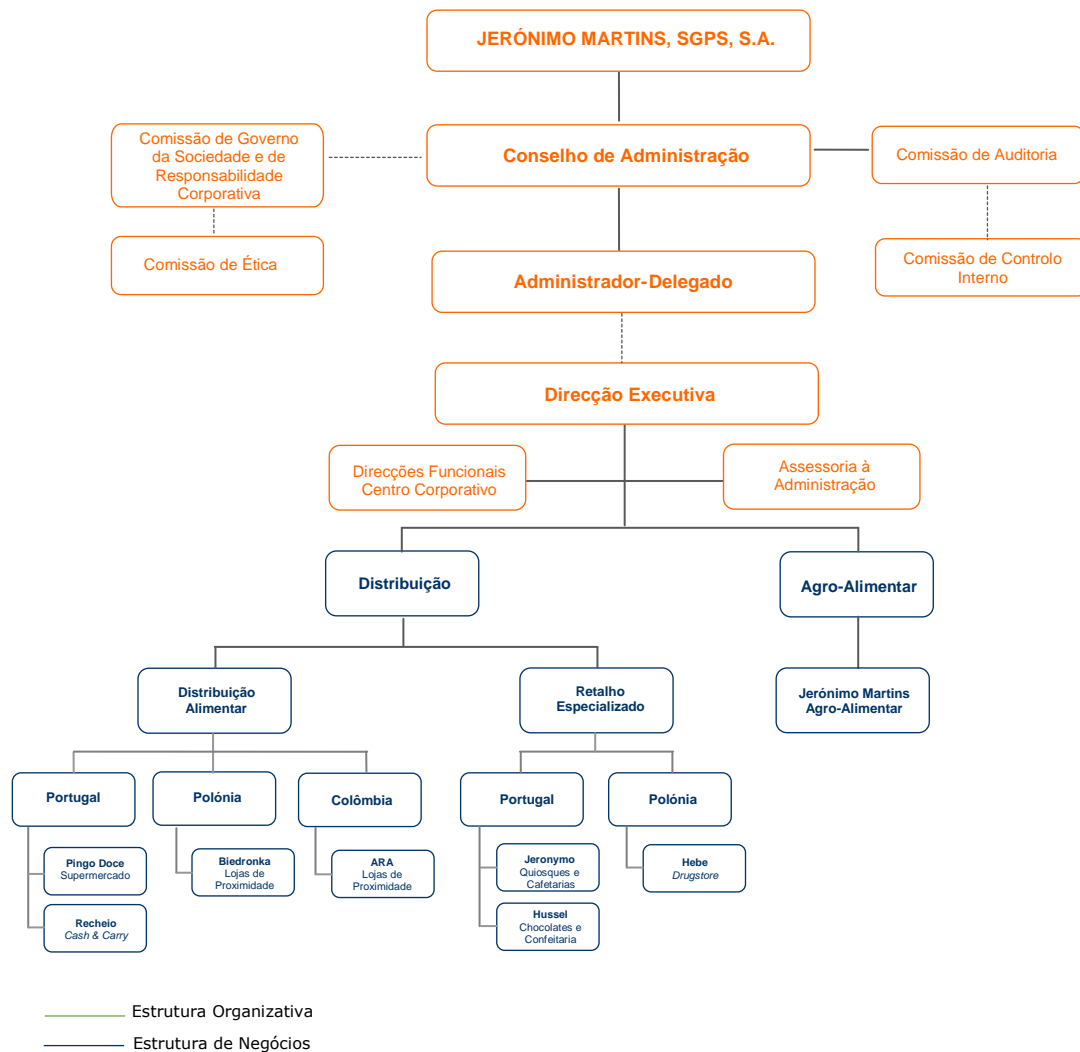 JERÓNIMO MARTINS, SGPS, S.A.
Comissão de Governo
da Sociedade e de
Responsabilidade
Corporativa
Conselho de Administração
Comissão de Auditoria
Comissão de Ética
Administrador-Delegado
Comissão de Controlo
Interno
Direcção Executiva
Direcções Funcionais
Centro Corporativo
Assessoria à
Administração
Distribuição
Agro-Alimentar
Distribuição
Alimentar
Retalho
Especializado
Jerónimo Martins
Agro-Alimentar
Portugal
Polónia
Colômbia
Portugal
Polónia
Pingo Doce
Supermercado
Biedronka
Lojas de
Proximidade
ARA
Lojas de
Proximidade
Jeronymo
Quiosques e
Cafetarias
Hebe
Drugstore
Recheio
Cash & Carry
Hussel
Chocolates e
Confeitaria
Estrutura Organizativa
Estrutura de Negócios